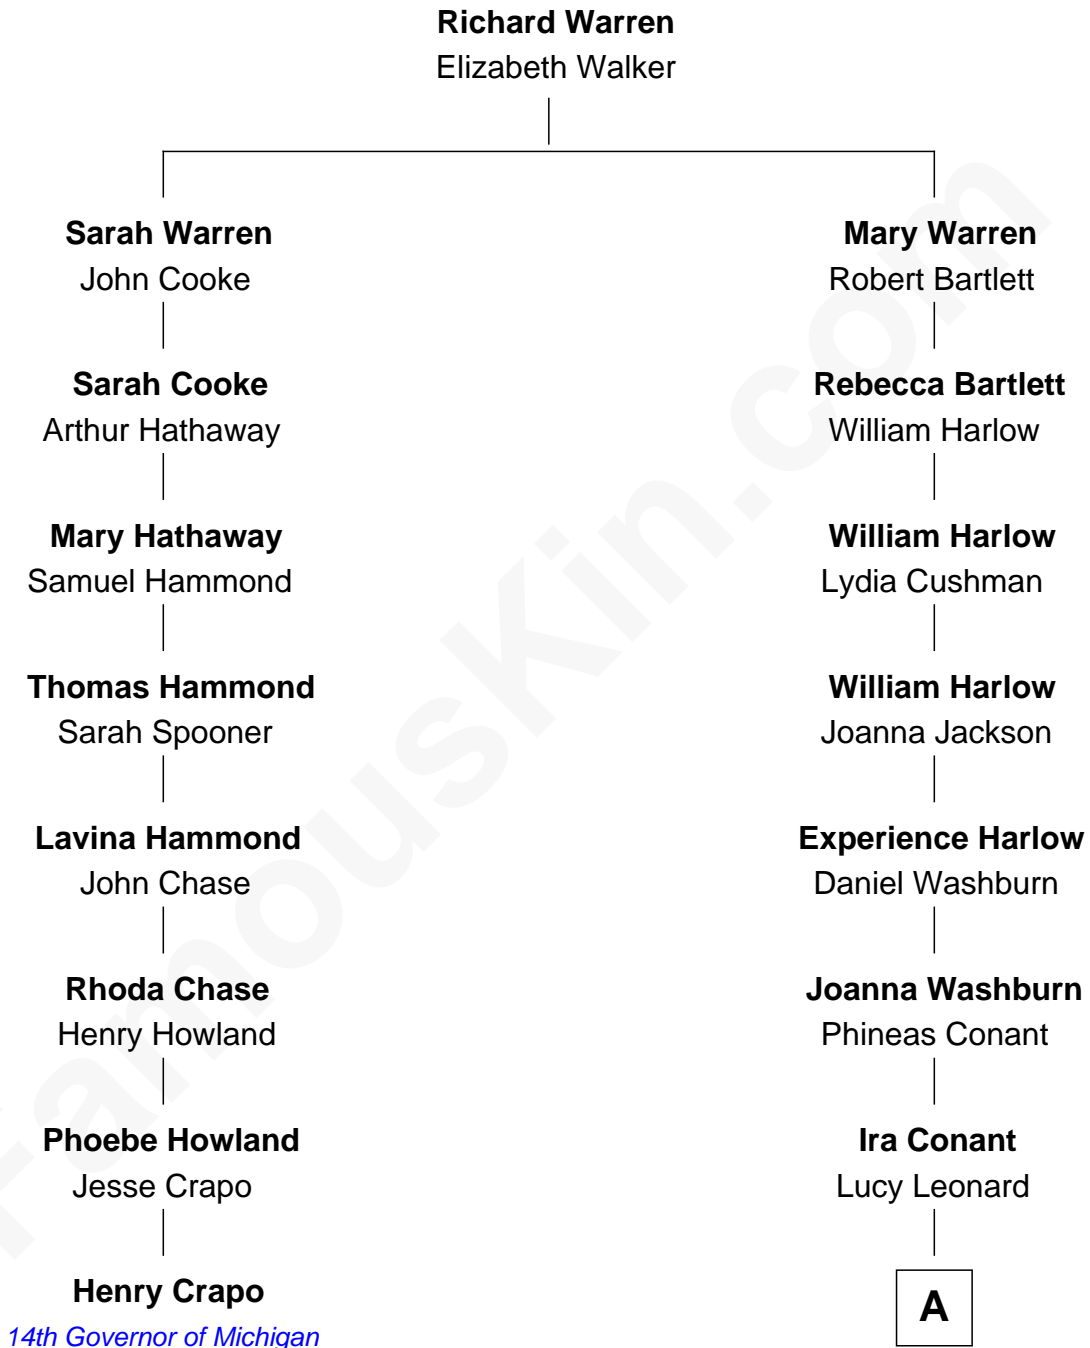 Richard Warren
Elizabeth Walker
Sarah Warren
John Cooke
Mary Warren
Robert Bartlett
Sarah Cooke
Arthur Hathaway
Rebecca Bartlett
William Harlow
Mary Hathaway
Samuel Hammond
William Harlow
Lydia Cushman
Thomas Hammond
Sarah Spooner
William Harlow
Joanna Jackson
Lavina Hammond
John Chase
Experience Harlow
Daniel Washburn
Rhoda Chase
Henry Howland
Joanna Washburn
Phineas Conant
Phoebe Howland
Jesse Crapo
Ira Conant
Lucy Leonard
Henry Crapo
14th Governor of Michigan
A
FamousKin.com